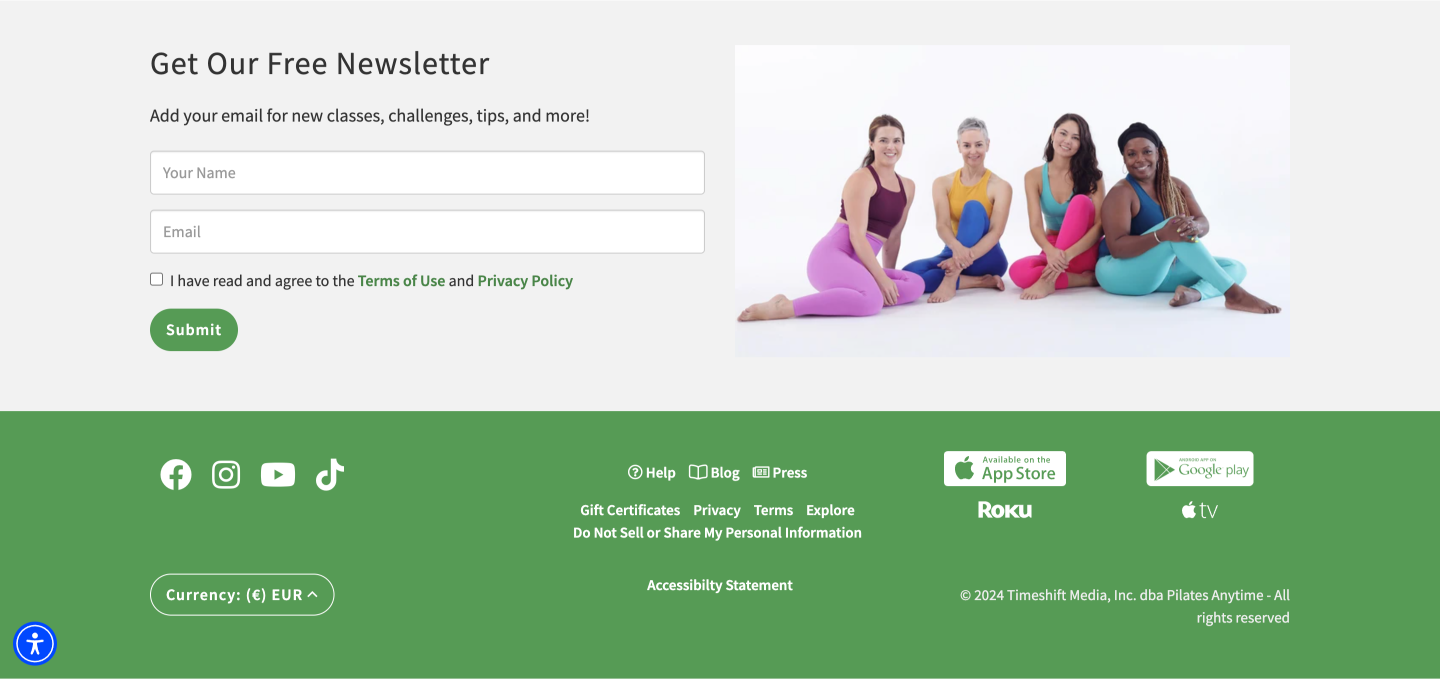 Get Our Free Newsletter
Add your email for new classes, challenges, tips, and more!
Your Name
Email
I have read and agree to the Terms of Use and Privacy Policy
Submit
Help Blog Press
Gift Certificates Privacy Terms Explore
Do Not Sell or Share My Personal Information
Accessibilty Statement
Available on the
App Store
ANDROID APP ON
Google play
ROKU
tv
Currency: (€) EUR
© 2024 Timeshift Media, Inc. dba Pilates Anytime - All
rights reserved